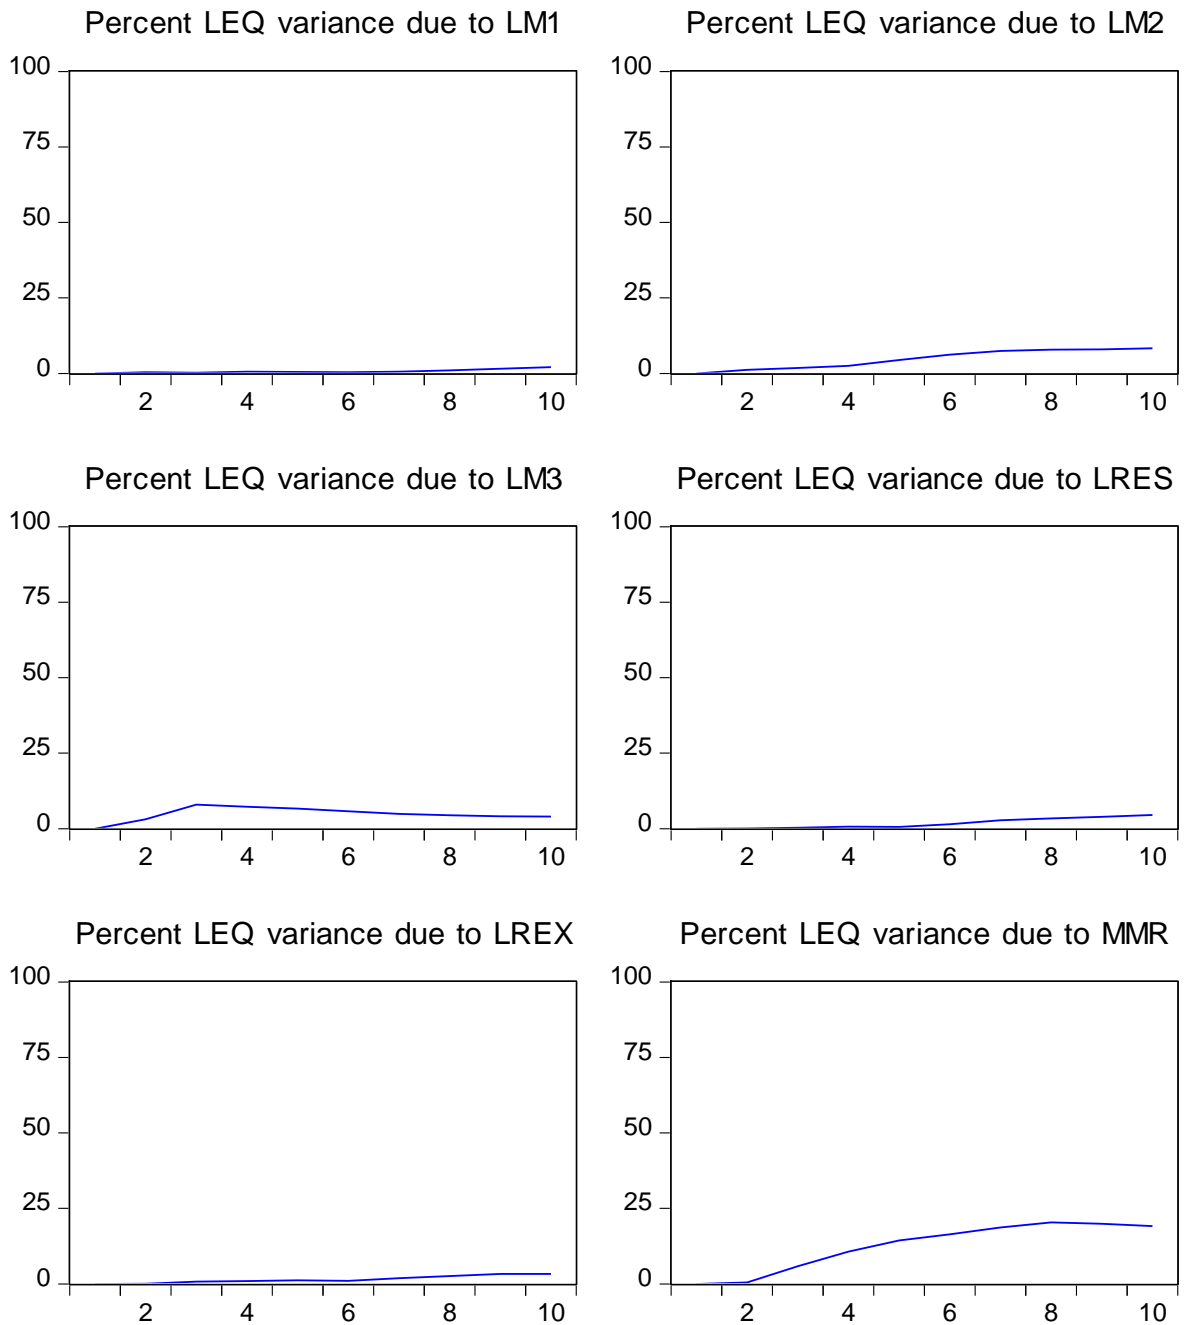 Percent LEQ variance due to LM1
100
75
50
25
0
2 4 6 8 10
Percent LEQ variance due to LM2
100
75
50
25
0
2 4 6 8 10
Percent LEQ variance due to LM3
100
75
50
25
0
2 4 6 8 10
Percent LEQ variance due to LRES
100
75
50
25
0
2 4 6 8 10
Percent LEQ variance due to LREX
100
75
50
25
0
2 4 6 8 10
Percent LEQ variance due to MMR
100
75
50
25
0
2 4 6 8 10